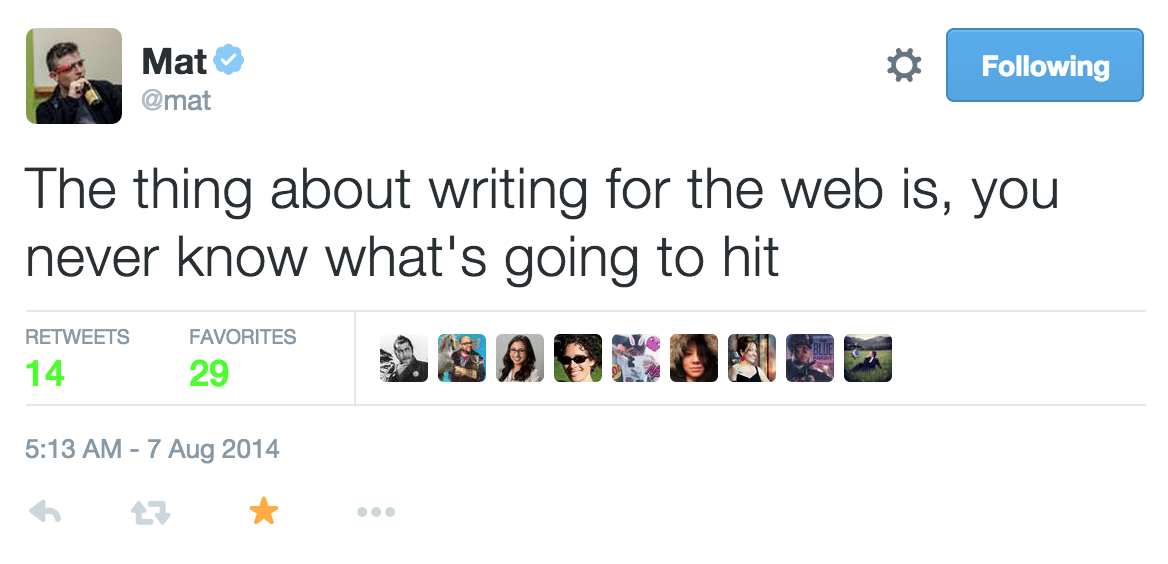 Mat
@mat
Following
The thing about writing for the web is, you
never know what's going to hit
RETWEETS
14
FAVORITES
29
BLUE
5:13 AM - 7 Aug 2014